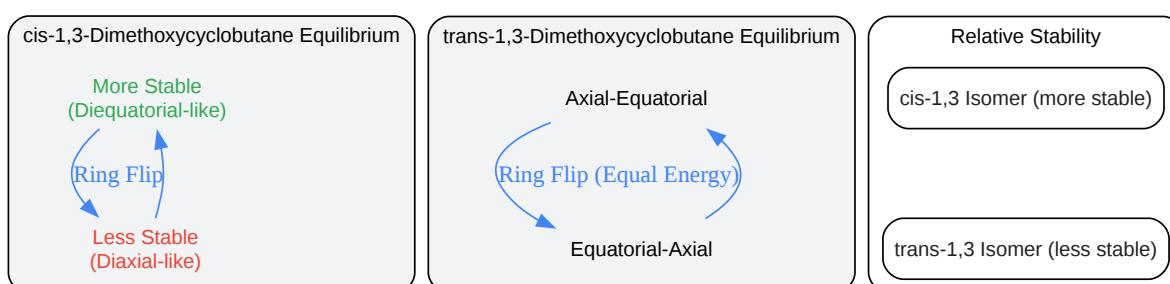 cis-1,3-Dimethoxycyclobutane Equilibrium
More Stable
(Diequatorial-like)
Ring Flip
Less Stable
(Diaxial-like)
trans-1,3-Dimethoxycyclobutane Equilibrium
Axial-Equatorial
Ring Flip (Equal Energy)
Equatorial-Axial
Relative Stability
cis-1,3 Isomer (more stable)
trans-1,3 Isomer (less stable)